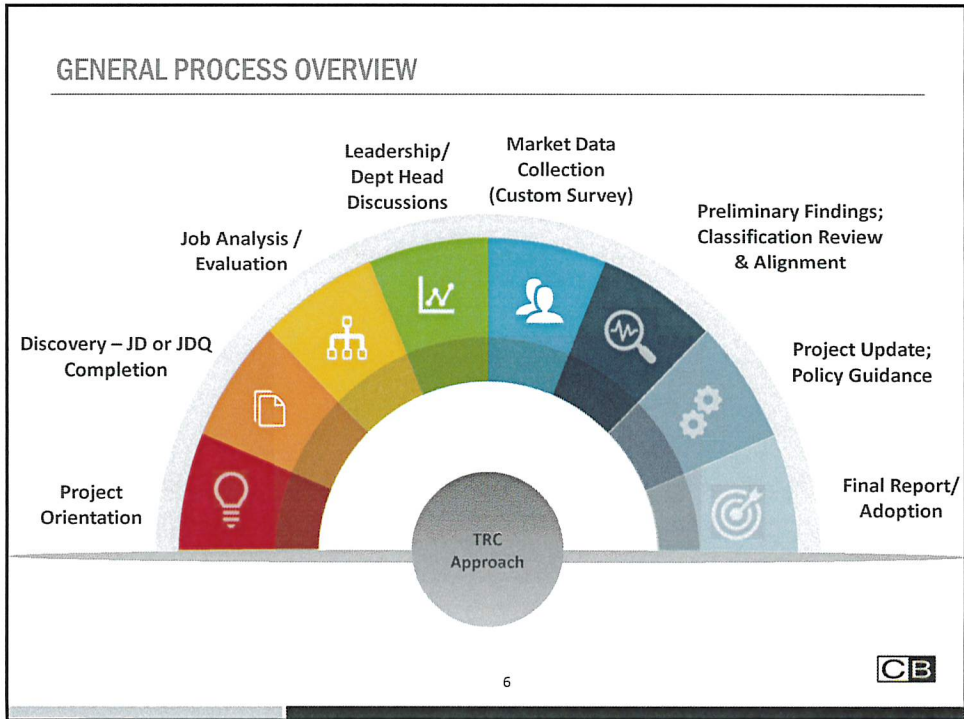 GENERAL PROCESS OVERVIEW
Leadership/
Dept Head
Discussions
Market Data
Collection
(Custom Survey)
Job Analysis /
Evaluation
Preliminary Findings;
Classification Review
& Alignment
Discovery – JD or JDQ
Completion
Project Update;
Policy Guidance
Project
Orientation
Final Report/
Adoption
TRC
Approach
6
CB